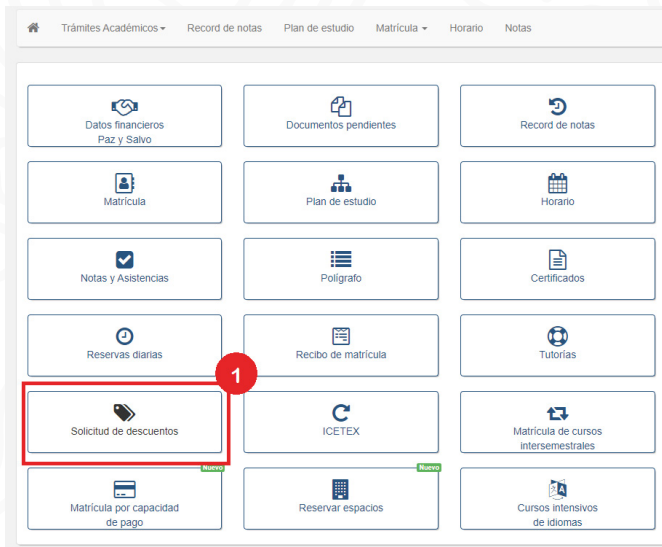 Trámites Académicos Record de notas Plan de estudio Matrícula Horario Notas
Datos financieros
Paz y Salvo
Documentos pendientes
Record de notas
Matrícula
Plan de estudio
Horario
Notas y Asistencias
Polígrafo
Certificados
Reservas diarias
Recibo de matrícula
Tutorías
1
Solicitud de descuentos
ICETEX
Matrícula de cursos
intersemestrales
Nuevo
Matrícula por capacidad
de pago
Nuevo
Reservar espacios
Cursos intensivos
de idiomas